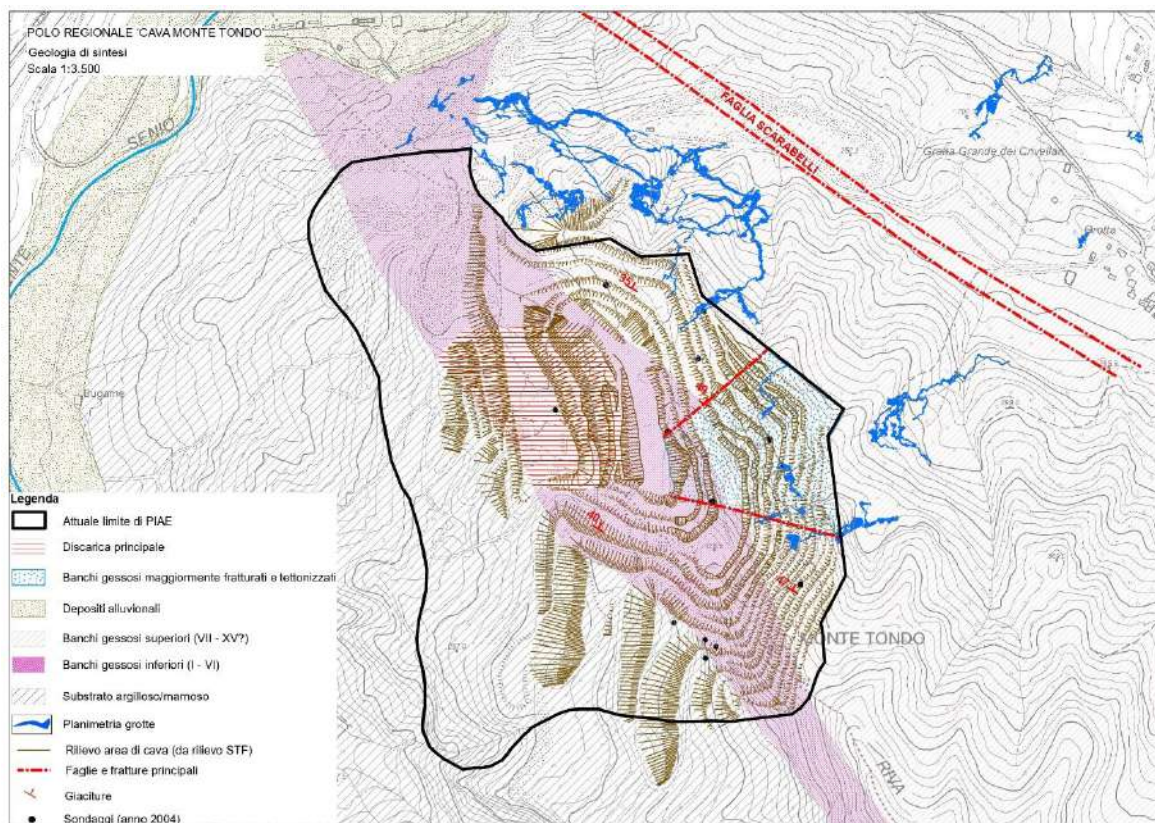 POLO REGIONALE 'CAVA MONTE TONDO'
Geologia di sintesi
Scala 1:3.500
SENIO
FAGLIA SCARABELLI
Grotta Grande dei Crivellari
Grotta
35
40
47
MONTE TONDO
RIVA
Legenda
Attuale limite di PIAE
Discarica principale
Banchi gessosi maggiormente fratturati e tettonizzati
Depositi alluvionali
Banchi gessosi superiori (VII - XV?)
Banchi gessosi inferiori (I - VI)
Substrato argilloso/marnoso
Planimetria grotte
Rilievo area di cava (da rilievo STF)
Faglie e fratture principali
Giaciture
Sondaggi (anno 2004)